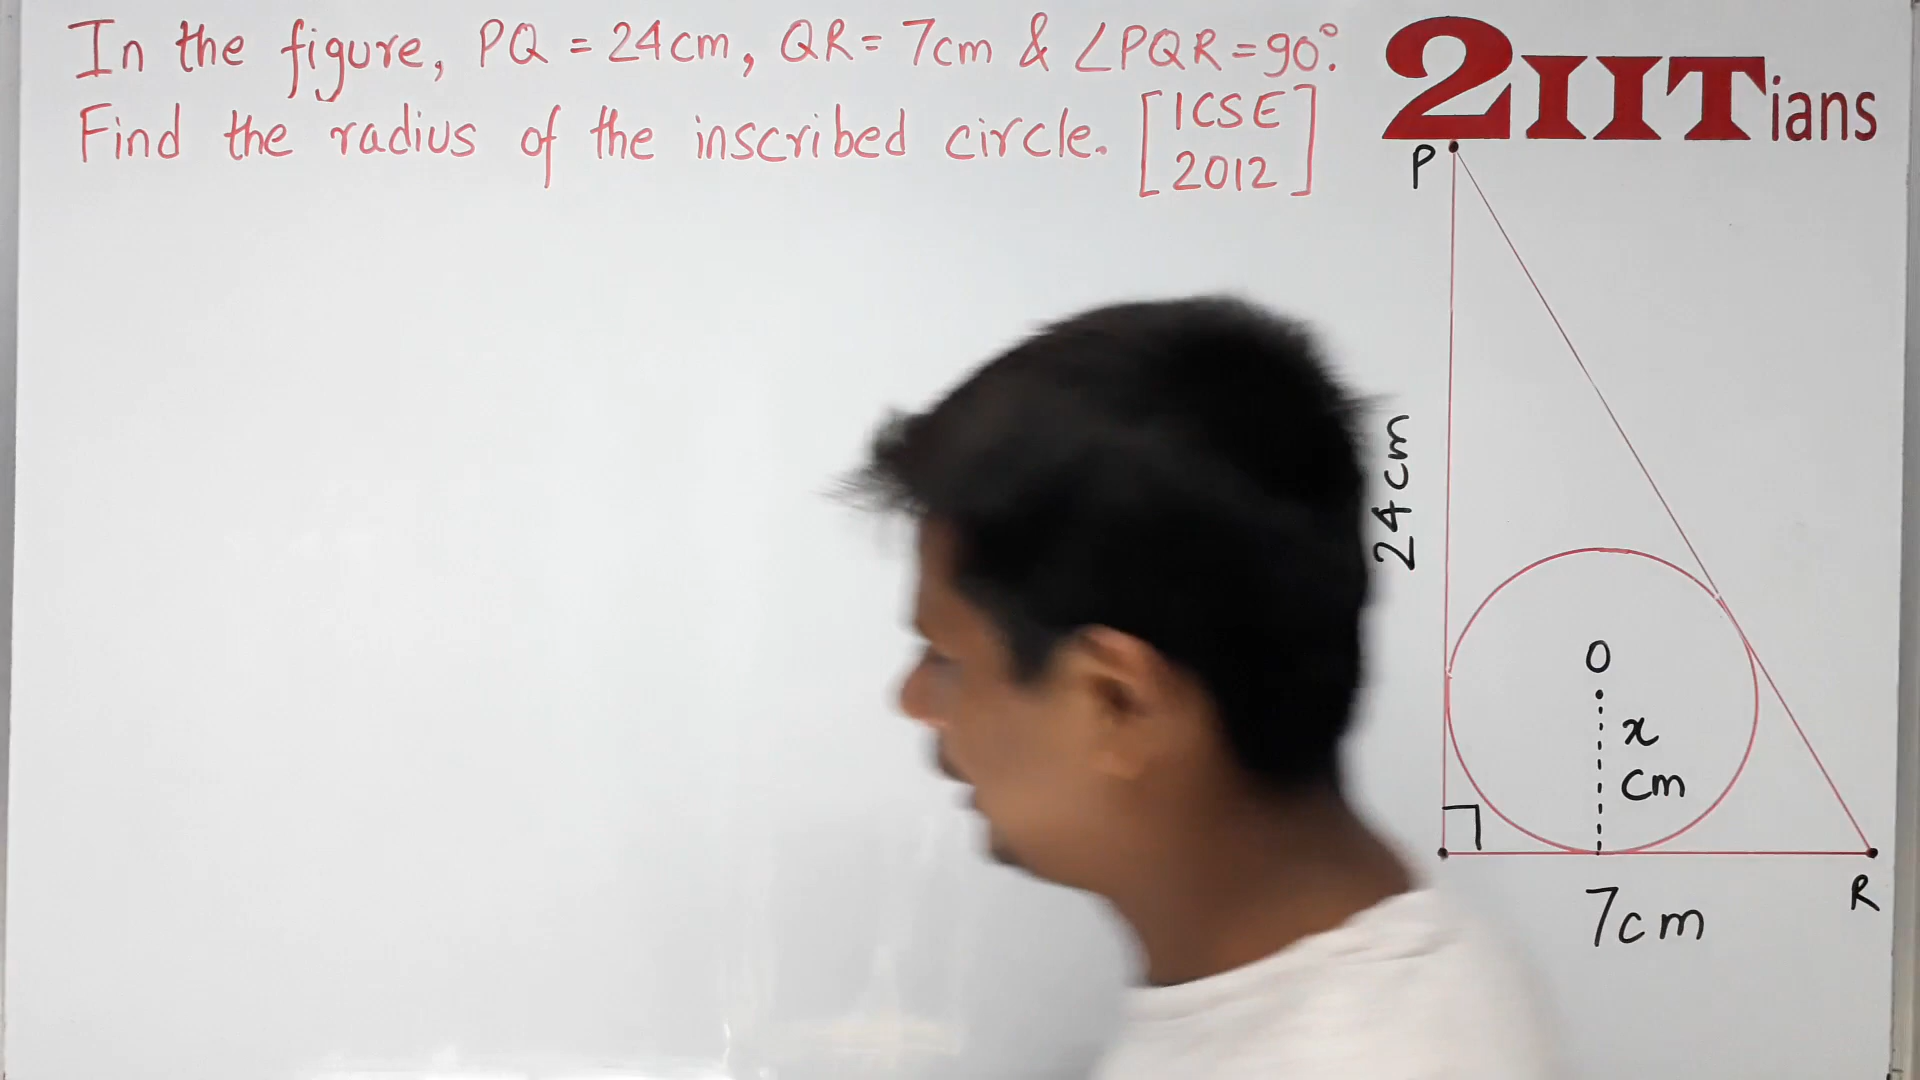 In the figure, PQ = 24cm, QR = 7cm & ∠PQR = 90°.
Find the radius of the inscribed circle. [ICSE 2012]
2IITians
P
24cm
O
x
cm
R
7cm